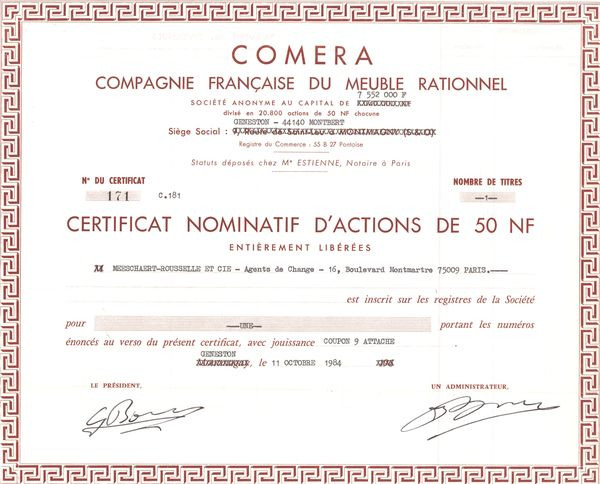 COMERA
COMPAGNIE FRANÇAISE DU MEUBLE RATIONNEL
7 552 000 F
SOCIÉTÉ ANONYME AU CAPITAL DE
divisé en 20.800 actions de 50 NF chacune
GENESTON - 44140 MONTBERT
Siège Social : MONTMAGNY (S & O)
Registre du Commerce : 55 B 27 Pontoise
Statuts déposés chez Me ESTIENNE, Notaire à Paris
N° DU CERTIFICAT
NOMBRE DE TITRES
171 C.181
—1—
CERTIFICAT NOMINATIF D'ACTIONS DE 50 NF
ENTIÈREMENT LIBÉRÉES
MEESCHAERT-ROUSSELLE ET CIE - Agents de Change - 16, Boulevard Montmartre 75009 PARIS.——
est inscrit sur les registres de la Société
pour —UNE— portant les numéros
énoncés au verso du présent certificat, avec jouissance COUPON 9 ATTACHE
GENESTON
, le 11 OCTOBRE 1984
LE PRÉSIDENT,
UN ADMINISTRATEUR,